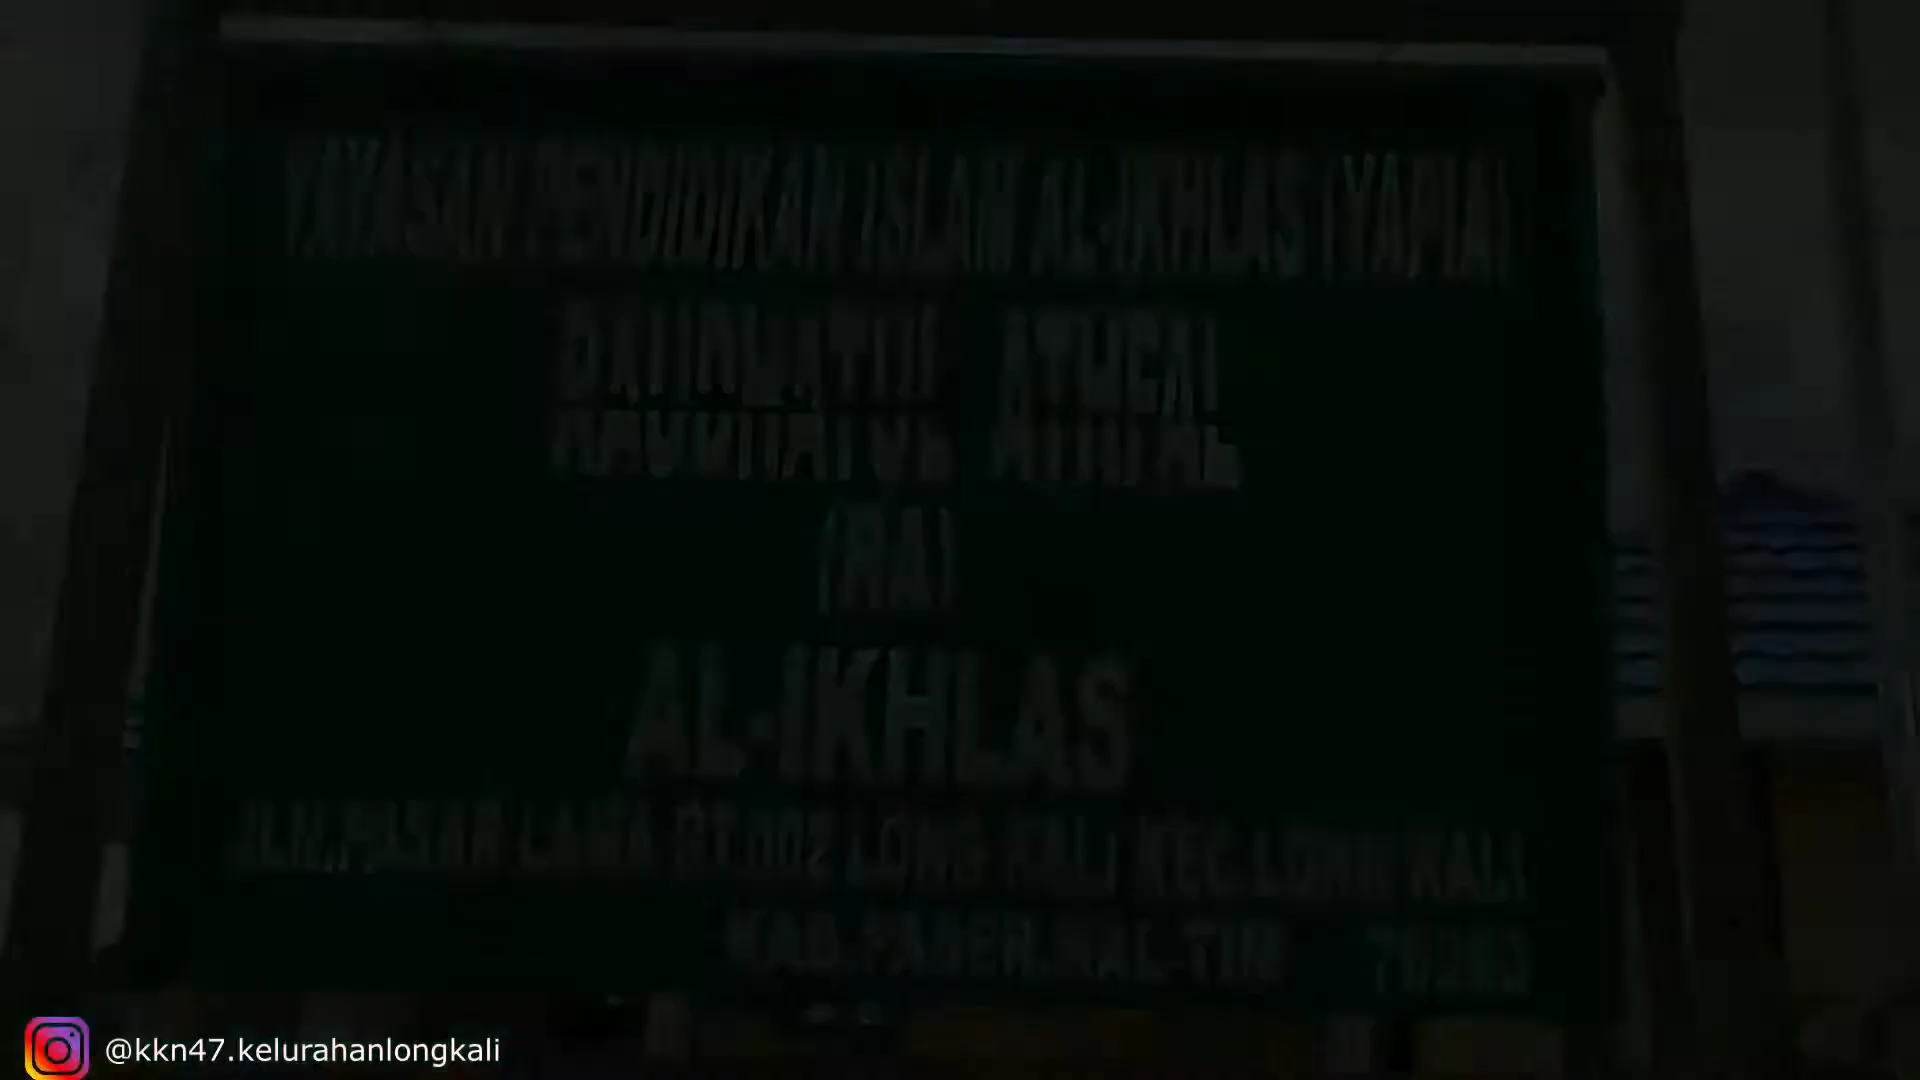 YAYASAN PENDIDIKAN ISLAM AL-IKHLAS (YAPIA)
RAUDHATUL ATHFAL
(RA)
AL-IKHLAS
JLN.PASAR LAMA RT.002 LONG KALI KEC.LONG KALI
KAB.PASER.KAL-TIM
@kkn47.kelurahanlongkali